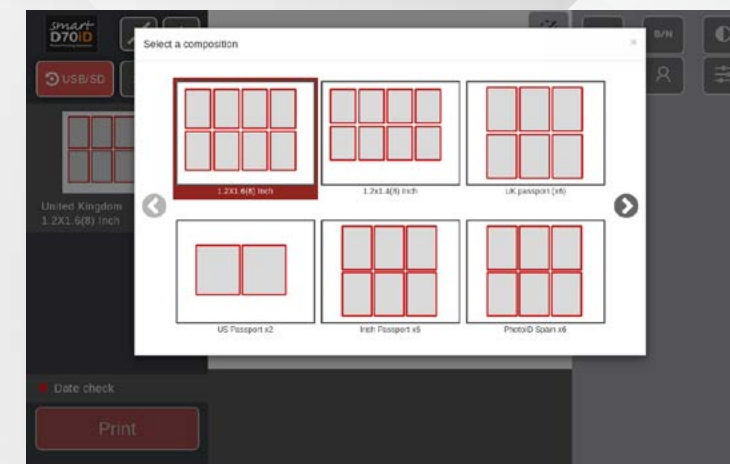 smart
D70iD
Select a composition
×
B/N
USB/SD
1.2X1.6(8) Inch
1.2x1.4(8) Inch
UK passport (x6)
United Kingdom
1.2X1.6(8) Inch
US Passport x2
Irish Passport x5
PhotoID Spain x6
Date check
Print